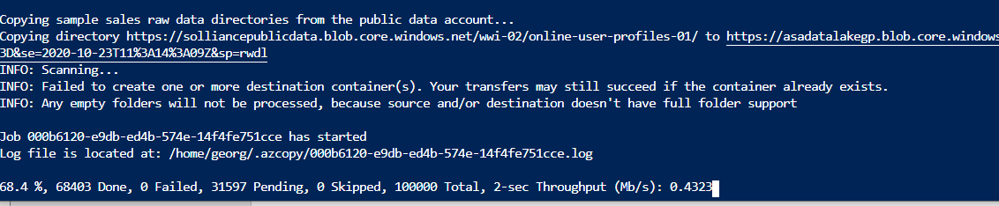 Copying sample sales raw data directories from the public data account...
Copying directory https://solliancepublicdata.blob.core.windows.net/wwi-02/online-user-profiles-01/ to https://asadatalakegp.blob.core.windows
3D&se=2020-10-23T11%3A14%3A09Z&sp=rwdl
INFO: Scanning...
INFO: Failed to create one or more destination container(s). Your transfers may still succeed if the container already exists.
INFO: Any empty folders will not be processed, because source and/or destination doesn't have full folder support
Job 000b6120-e9db-ed4b-574e-14f4fe751cce has started
Log file is located at: /home/georg/.azcopy/000b6120-e9db-ed4b-574e-14f4fe751cce.log
68.4 %, 68403 Done, 0 Failed, 31597 Pending, 0 Skipped, 100000 Total, 2-sec Throughput (Mb/s): 0.4323